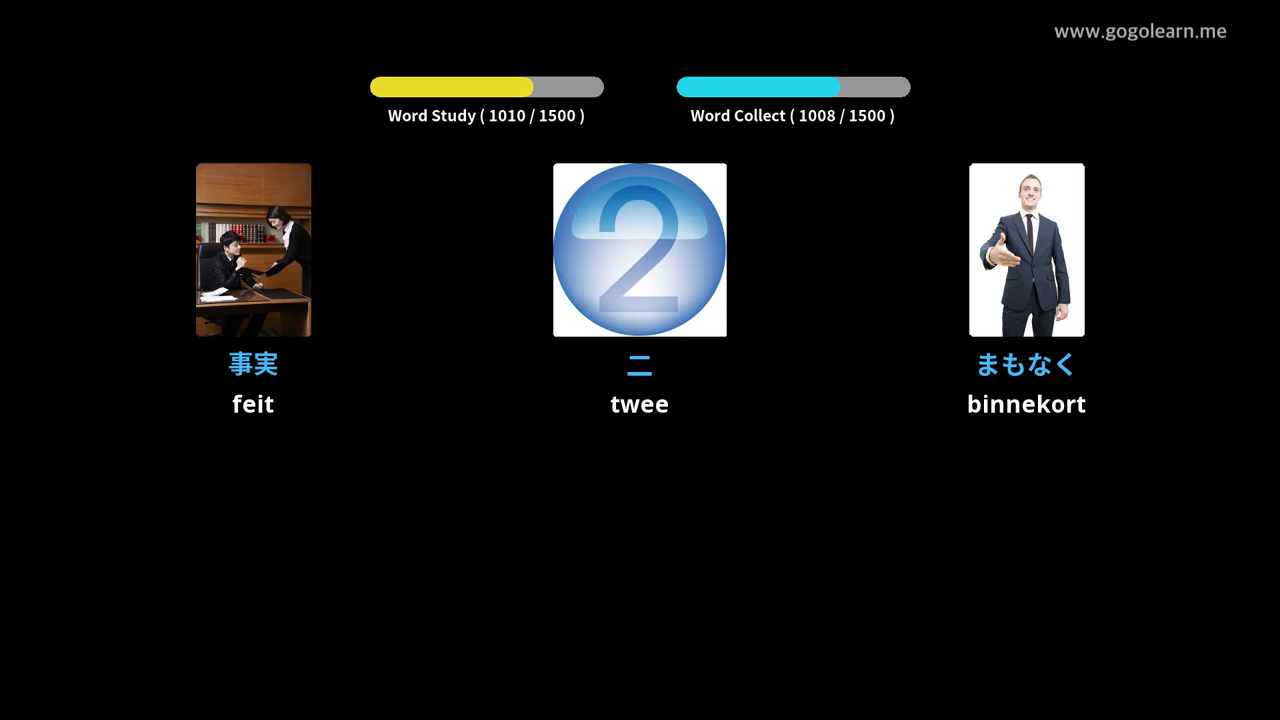 www.gogolearn.me
Word Study ( 1010 / 1500 )
Word Collect ( 1008 / 1500 )
2
事実
二
まもなく
feit
twee
binnekort